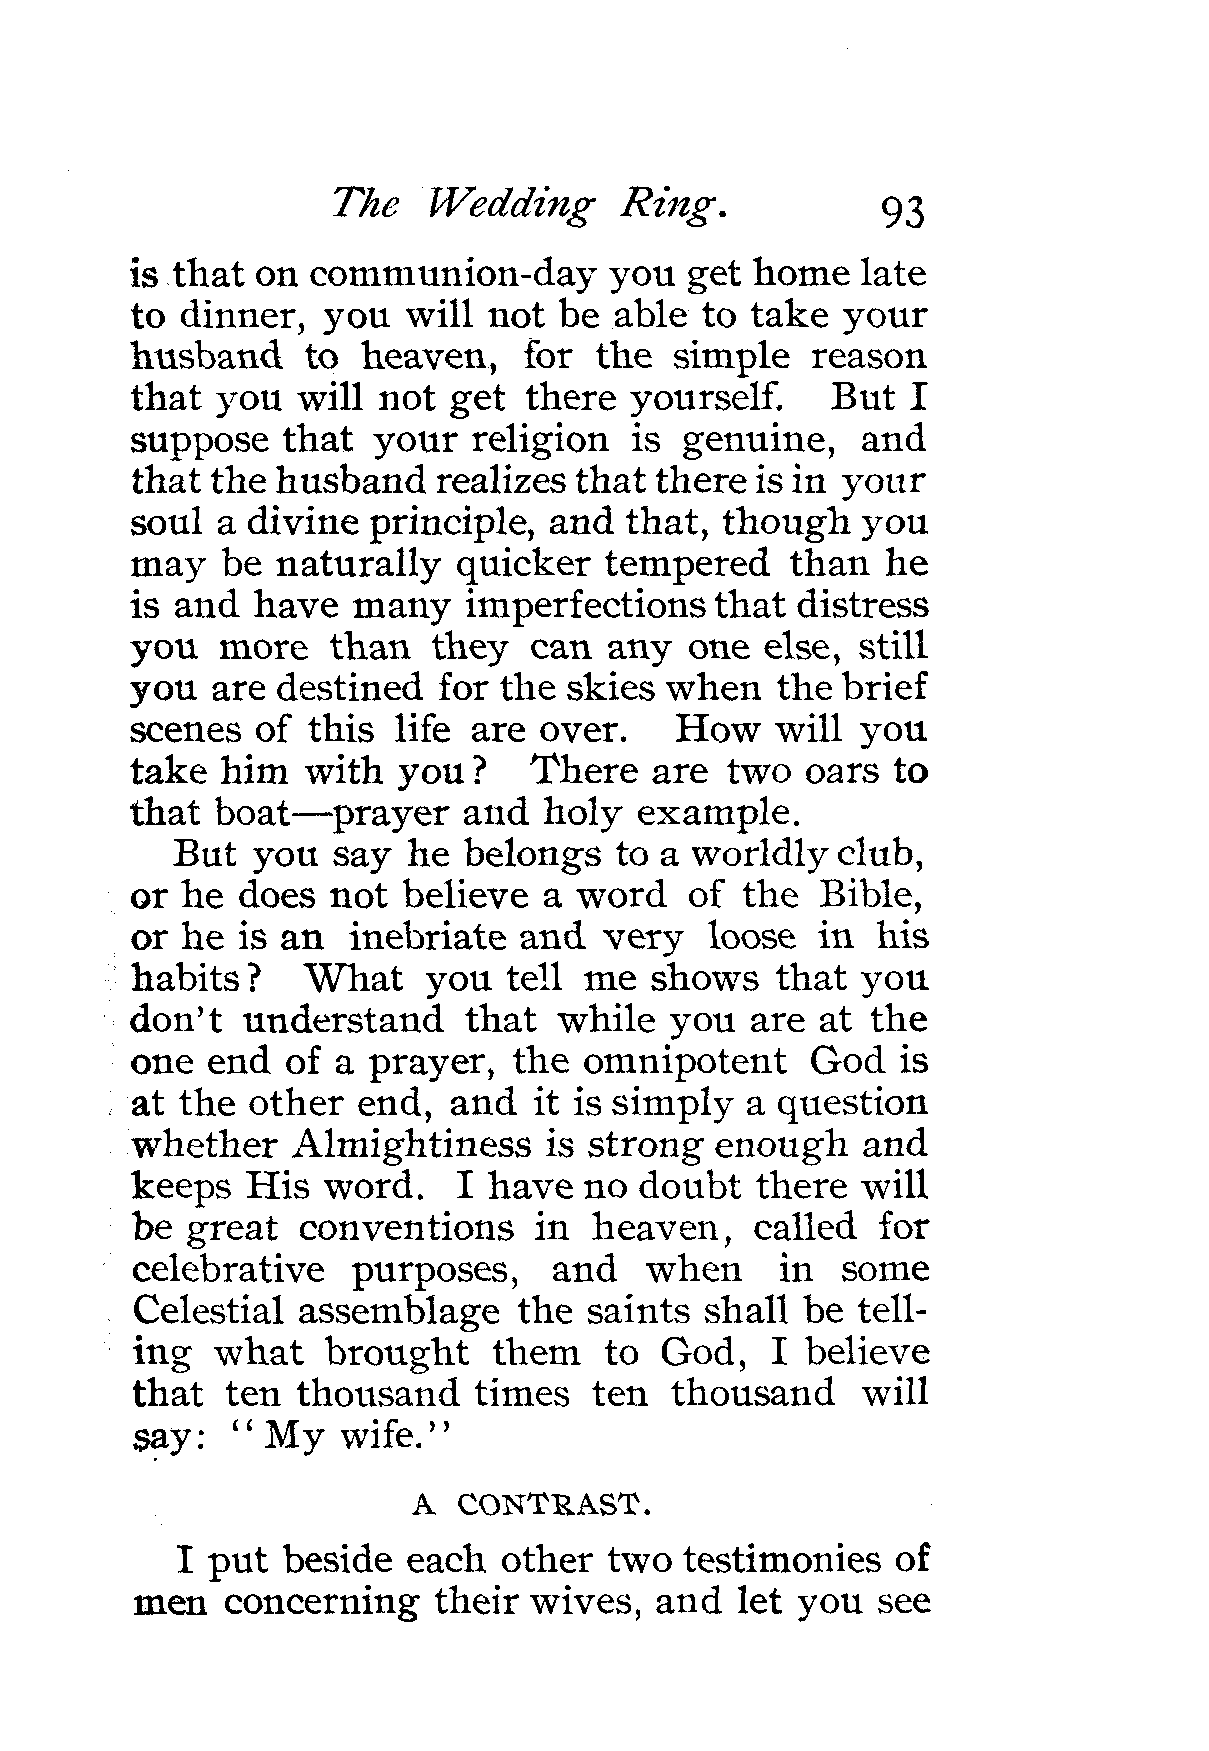 The Wedding Ring. 93
is that on communion-day you get home late
to dinner, you will not be able to take your
husband to heaven, for the simple reason
that you will not get there yourself. But I
suppose that your religion is genuine, and
that the husband realizes that there is in your
soul a divine principle, and that, though you
may be naturally quicker tempered than he
is and have many imperfections that distress
you more than they can any one else, still
you are destined for the skies when the brief
scenes of this life are over. How will you
take him with you? There are two oars to
that boat—prayer and holy example.
But you say he belongs to a worldly club,
or he does not believe a word of the Bible,
or he is an inebriate and very loose in his
habits? What you tell me shows that you
don't understand that while you are at the
one end of a prayer, the omnipotent God is
at the other end, and it is simply a question
whether Almightiness is strong enough and
keeps His word. I have no doubt there will
be great conventions in heaven, called for
celebrative purposes, and when in some
Celestial assemblage the saints shall be tell-
ing what brought them to God, I believe
that ten thousand times ten thousand will
say: "My wife."
A CONTRAST.
I put beside each other two testimonies of
men concerning their wives, and let you see